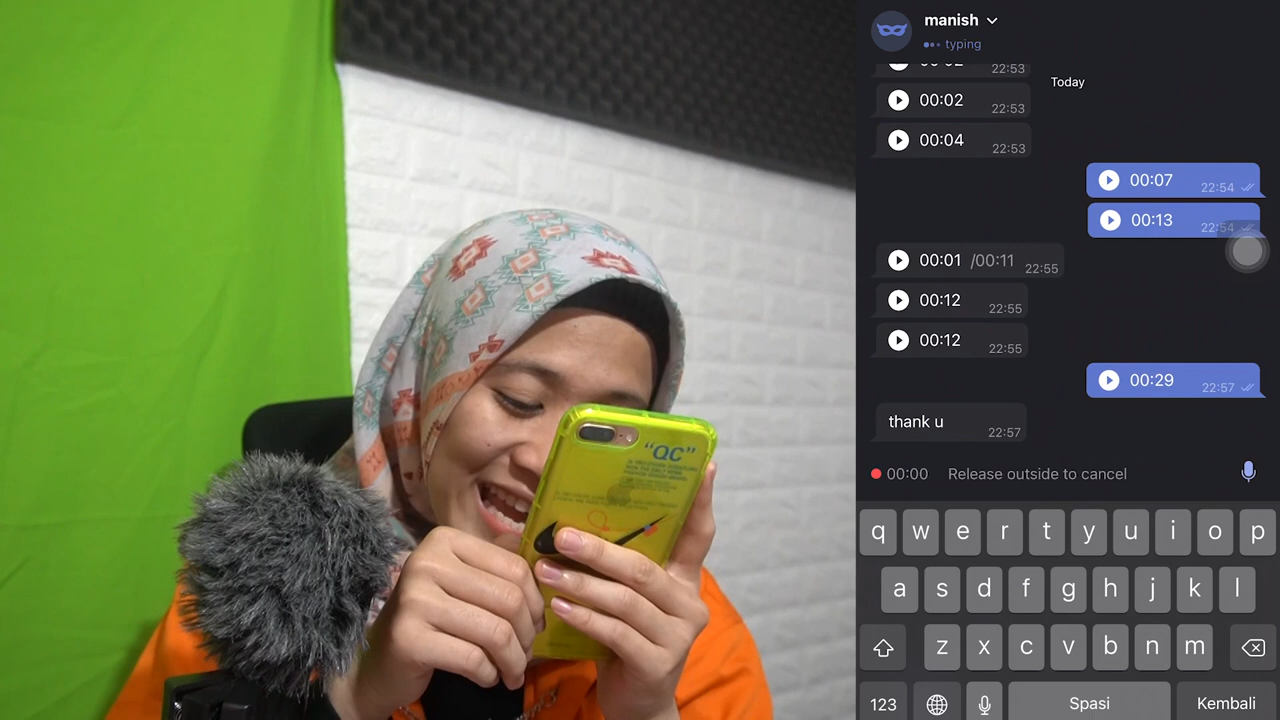 manish
typing
22:53
Today
00:02
22:53
00:04
22:53
00:07
22:54
00:13
22:54
00:01 /00:11
22:55
00:12
22:55
00:12
22:55
00:29
22:57
thank u
22:57
00:00 Release outside to cancel
q w e r t y u i o p
a s d f g h j k l
z x c v b n m
123 Spasi Kembali
"QC"